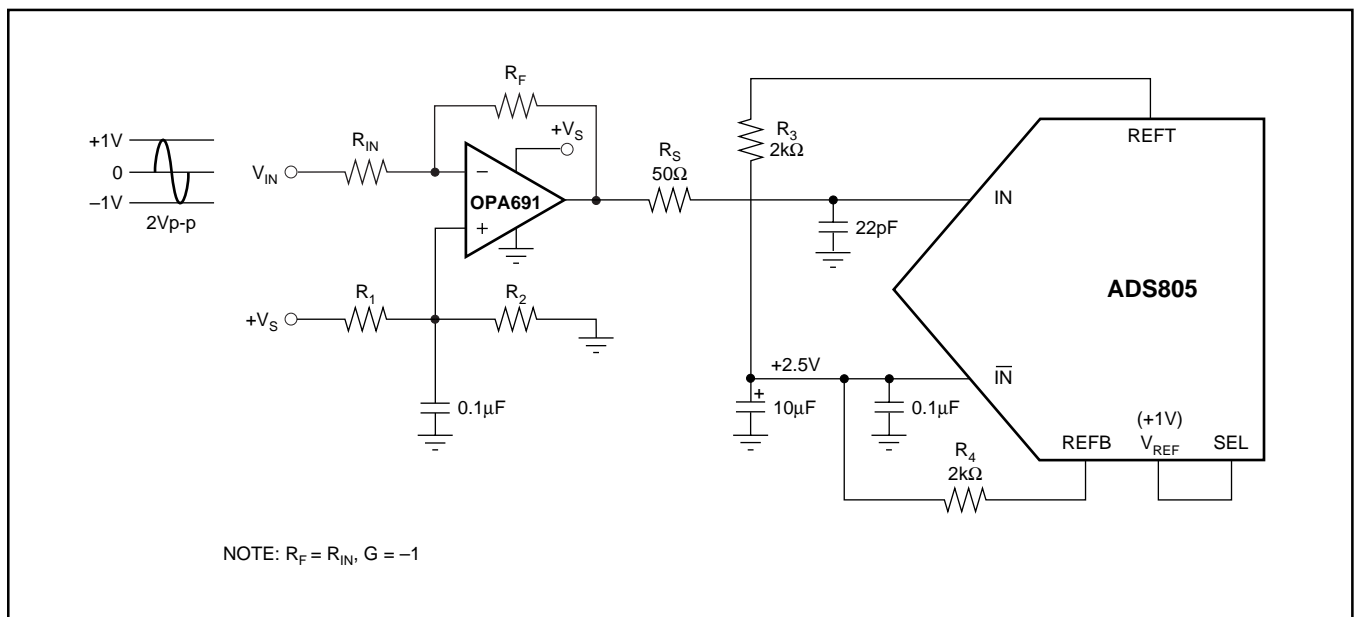 R_F
+V_S
+1V
0
–1V
2Vp-p
V_IN
R_IN
–
+
OPA691
R_S
50Ω
R_3
2kΩ
REFT
IN
22pF
ADS805
+V_S
R_1
R_2
0.1µF
+2.5V
+
10µF
0.1µF
I̅N̅
(+1V)
REFB
V_REF
SEL
R_4
2kΩ
NOTE: R_F = R_IN, G = –1